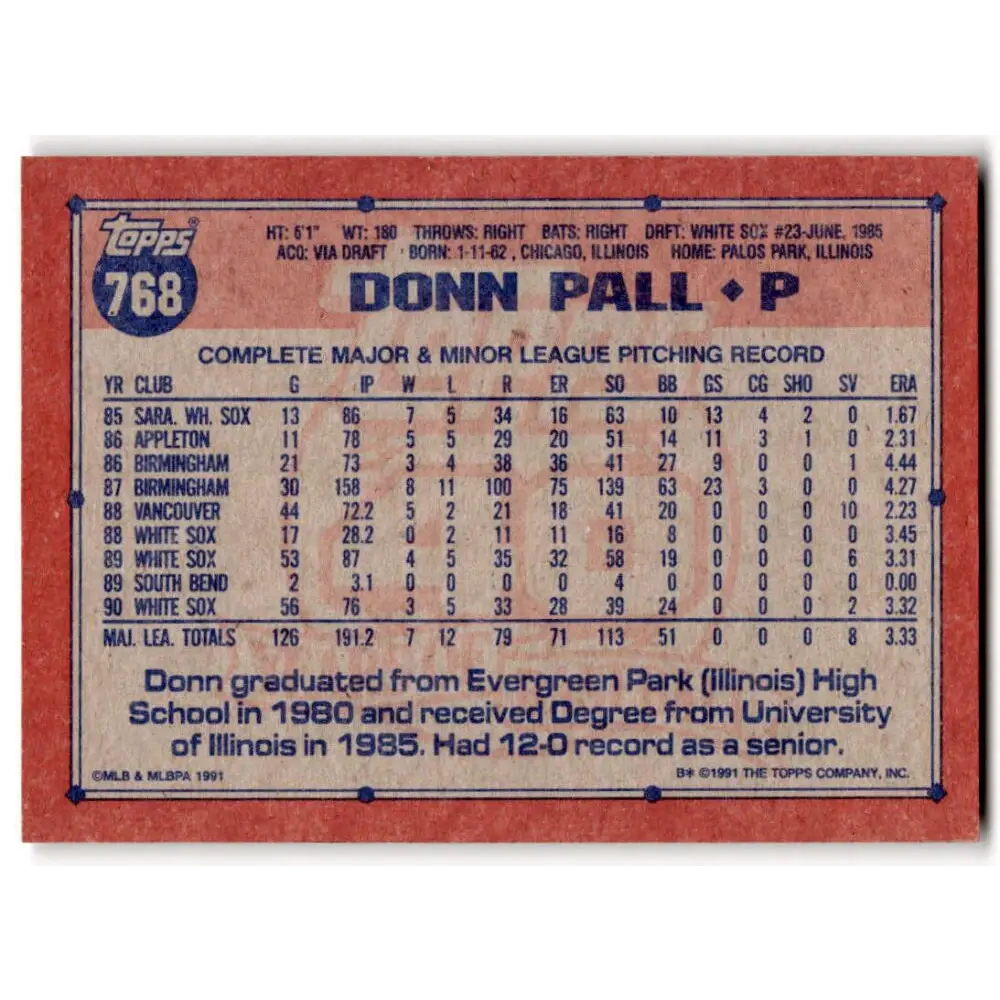 topps®
768
HT: 6'1" WT: 180 THROWS: RIGHT BATS: RIGHT DRFT: WHITE SOX #23-JUNE, 1985
ACQ: VIA DRAFT BORN: 1-11-62, CHICAGO, ILLINOIS HOME: PALOS PARK, ILLINOIS
DONN PALL ♦ P
COMPLETE MAJOR & MINOR LEAGUE PITCHING RECORD
YR CLUB G IP W L R ER SO BB GS CG SHO SV ERA
85 SARA. WH. SOX 13 86 7 5 34 16 63 10 13 4 2 0 1.67
86 APPLETON 11 78 5 5 29 20 51 14 11 3 1 0 2.31
86 BIRMINGHAM 21 73 3 4 38 36 41 27 9 0 0 1 4.44
87 BIRMINGHAM 30 158 8 11 100 75 139 63 23 3 0 0 4.27
88 VANCOUVER 44 72.2 5 2 21 18 41 20 0 0 0 10 2.23
88 WHITE SOX 17 28.2 0 2 11 11 16 8 0 0 0 0 3.45
89 WHITE SOX 53 87 4 5 35 32 58 19 0 0 0 6 3.31
89 SOUTH BEND 2 3.1 0 0 0 0 4 0 0 0 0 0 0.00
90 WHITE SOX 56 76 3 5 33 28 39 24 0 0 0 2 3.32
MAJ. LEA. TOTALS 126 191.2 7 12 79 71 113 51 0 0 0 8 3.33
Donn graduated from Evergreen Park (Illinois) High
School in 1980 and received Degree from University
of Illinois in 1985. Had 12-0 record as a senior.
©MLB & MLBPA 1991 B* ©1991 THE TOPPS COMPANY, INC.